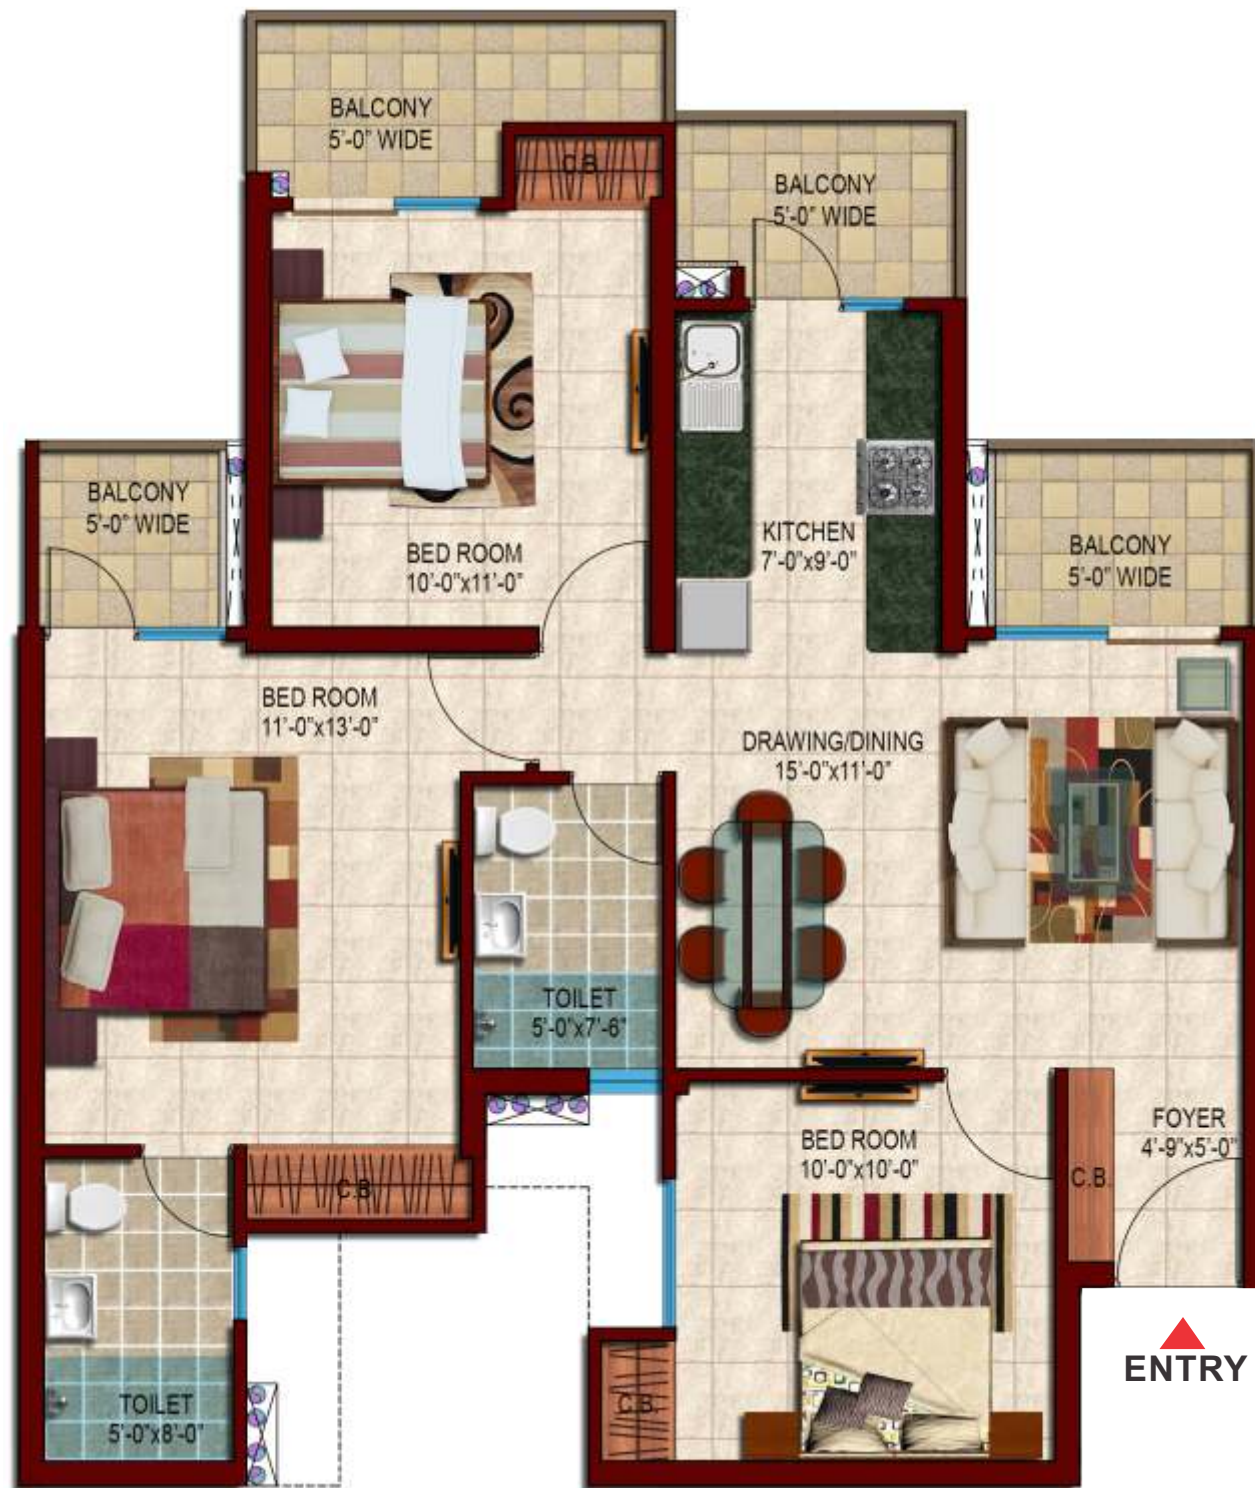 BALCONY
5'-0" WIDE
C.B.
BALCONY
5'-0" WIDE
BALCONY
5'-0" WIDE
BED ROOM
10'-0"x11'-0"
KITCHEN
7'-0"x9'-0"
BALCONY
5'-0" WIDE
BED ROOM
11'-0"x13'-0"
DRAWING/DINING
15'-0"x11'-0"
TOILET
5'-0"x7'-6"
BED ROOM
10'-0"x10'-0"
FOYER
4'-9"x5'-0"
C.B.
C.B.
ENTRY
TOILET
5'-0"x8'-0"
C.B.